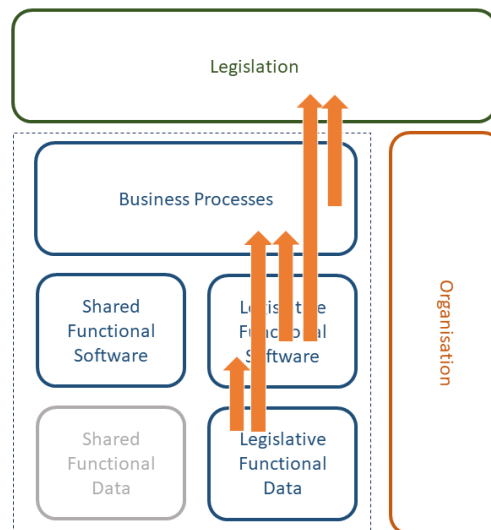 Legislation
Business Processes
Shared
Functional
Software
Legislative
Functional
Software
Organisation
Shared
Functional
Data
Legislative
Functional
Data